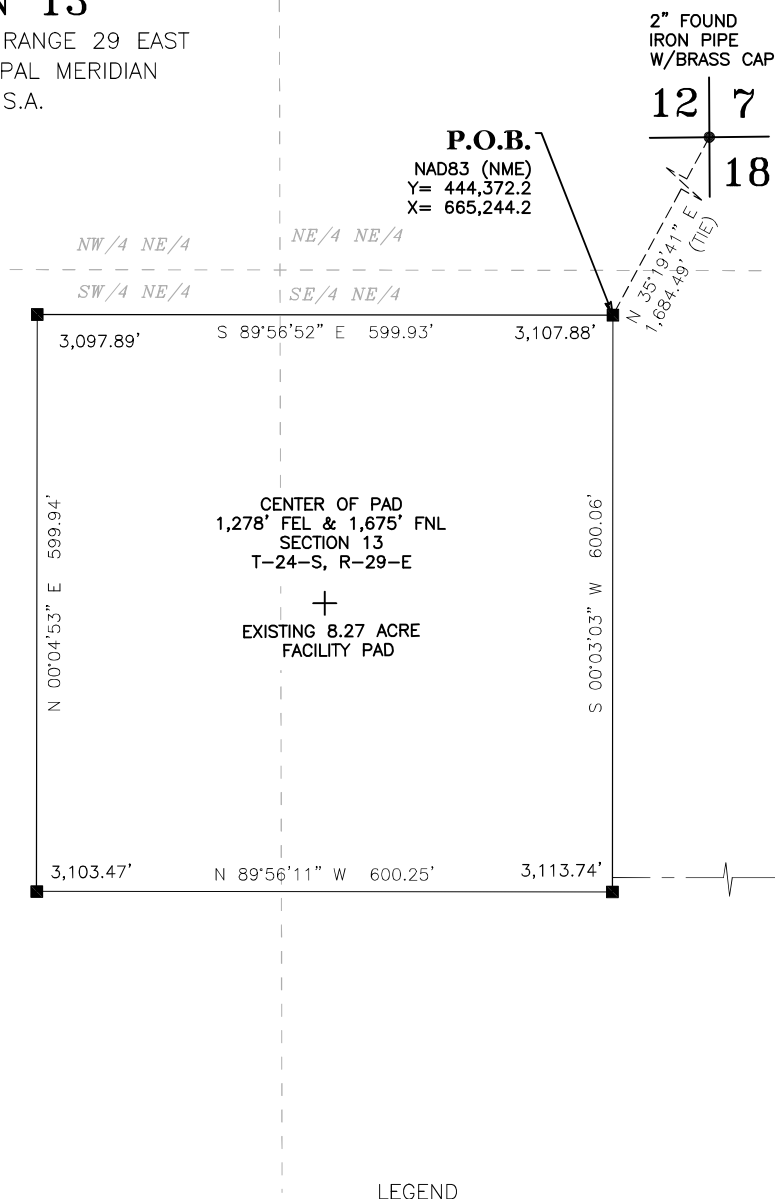 13
RANGE 29 EAST
PAL MERIDIAN
S.A.
2" FOUND
IRON PIPE
W/BRASS CAP
12 7
18
P.O.B.
NAD83 (NME)
Y= 444,372.2
X= 665,244.2
N 35°19'41" E
1,684.49' (TIE)
NW/4 NE/4
NE/4 NE/4
SW/4 NE/4
SE/4 NE/4
S 89°56'52" E 599.93'
3,097.89'
3,107.88'
N 00°04'53" E 599.94'
CENTER OF PAD
1,278' FEL & 1,675' FNL
SECTION 13
T-24-S, R-29-E
EXISTING 8.27 ACRE
FACILITY PAD
S 00°03'03" W 600.06'
3,103.47'
N 89°56'11" W 600.25'
3,113.74'
LEGEND